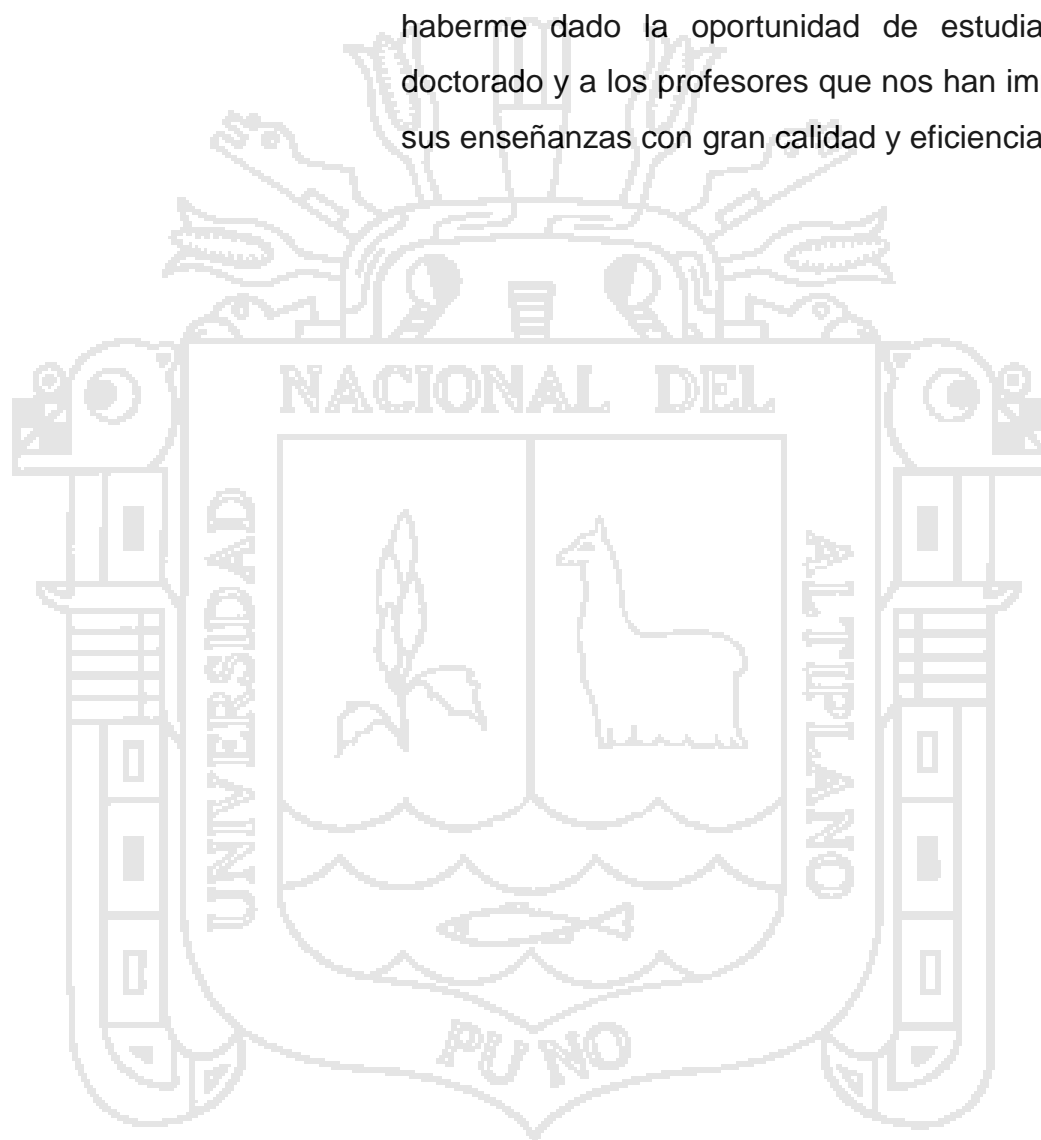 haberme dado la oportunidad de estudia
doctorado y a los profesores que nos han im
sus enseñanzas con gran calidad y eficiencia
NACIONAL DEL
UNIVERSIDAD
ALTIPLANO
PUNO